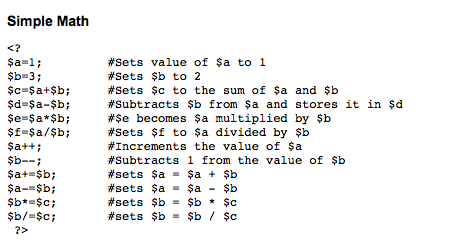 Simple Math
<?
$a=1; #Sets value of $a to 1
$b=3; #Sets $b to 2
$c=$a+$b; #Sets $c to the sum of $a and $b
$d=$a-$b; #Subtracts $b from $a and stores it in $d
$e=$a*$b; #$e becomes $a multiplied by $b
$f=$a/$b; #Sets $f to $a divided by $b
$a++; #Increments the value of $a
$b--; #Subtracts 1 from the value of $b
$a+=$b; #sets $a = $a + $b
$a-=$b; #sets $a = $a - $b
$b*=$c; #sets $b = $b * $c
$b/=$c; #sets $b = $b / $c
?>